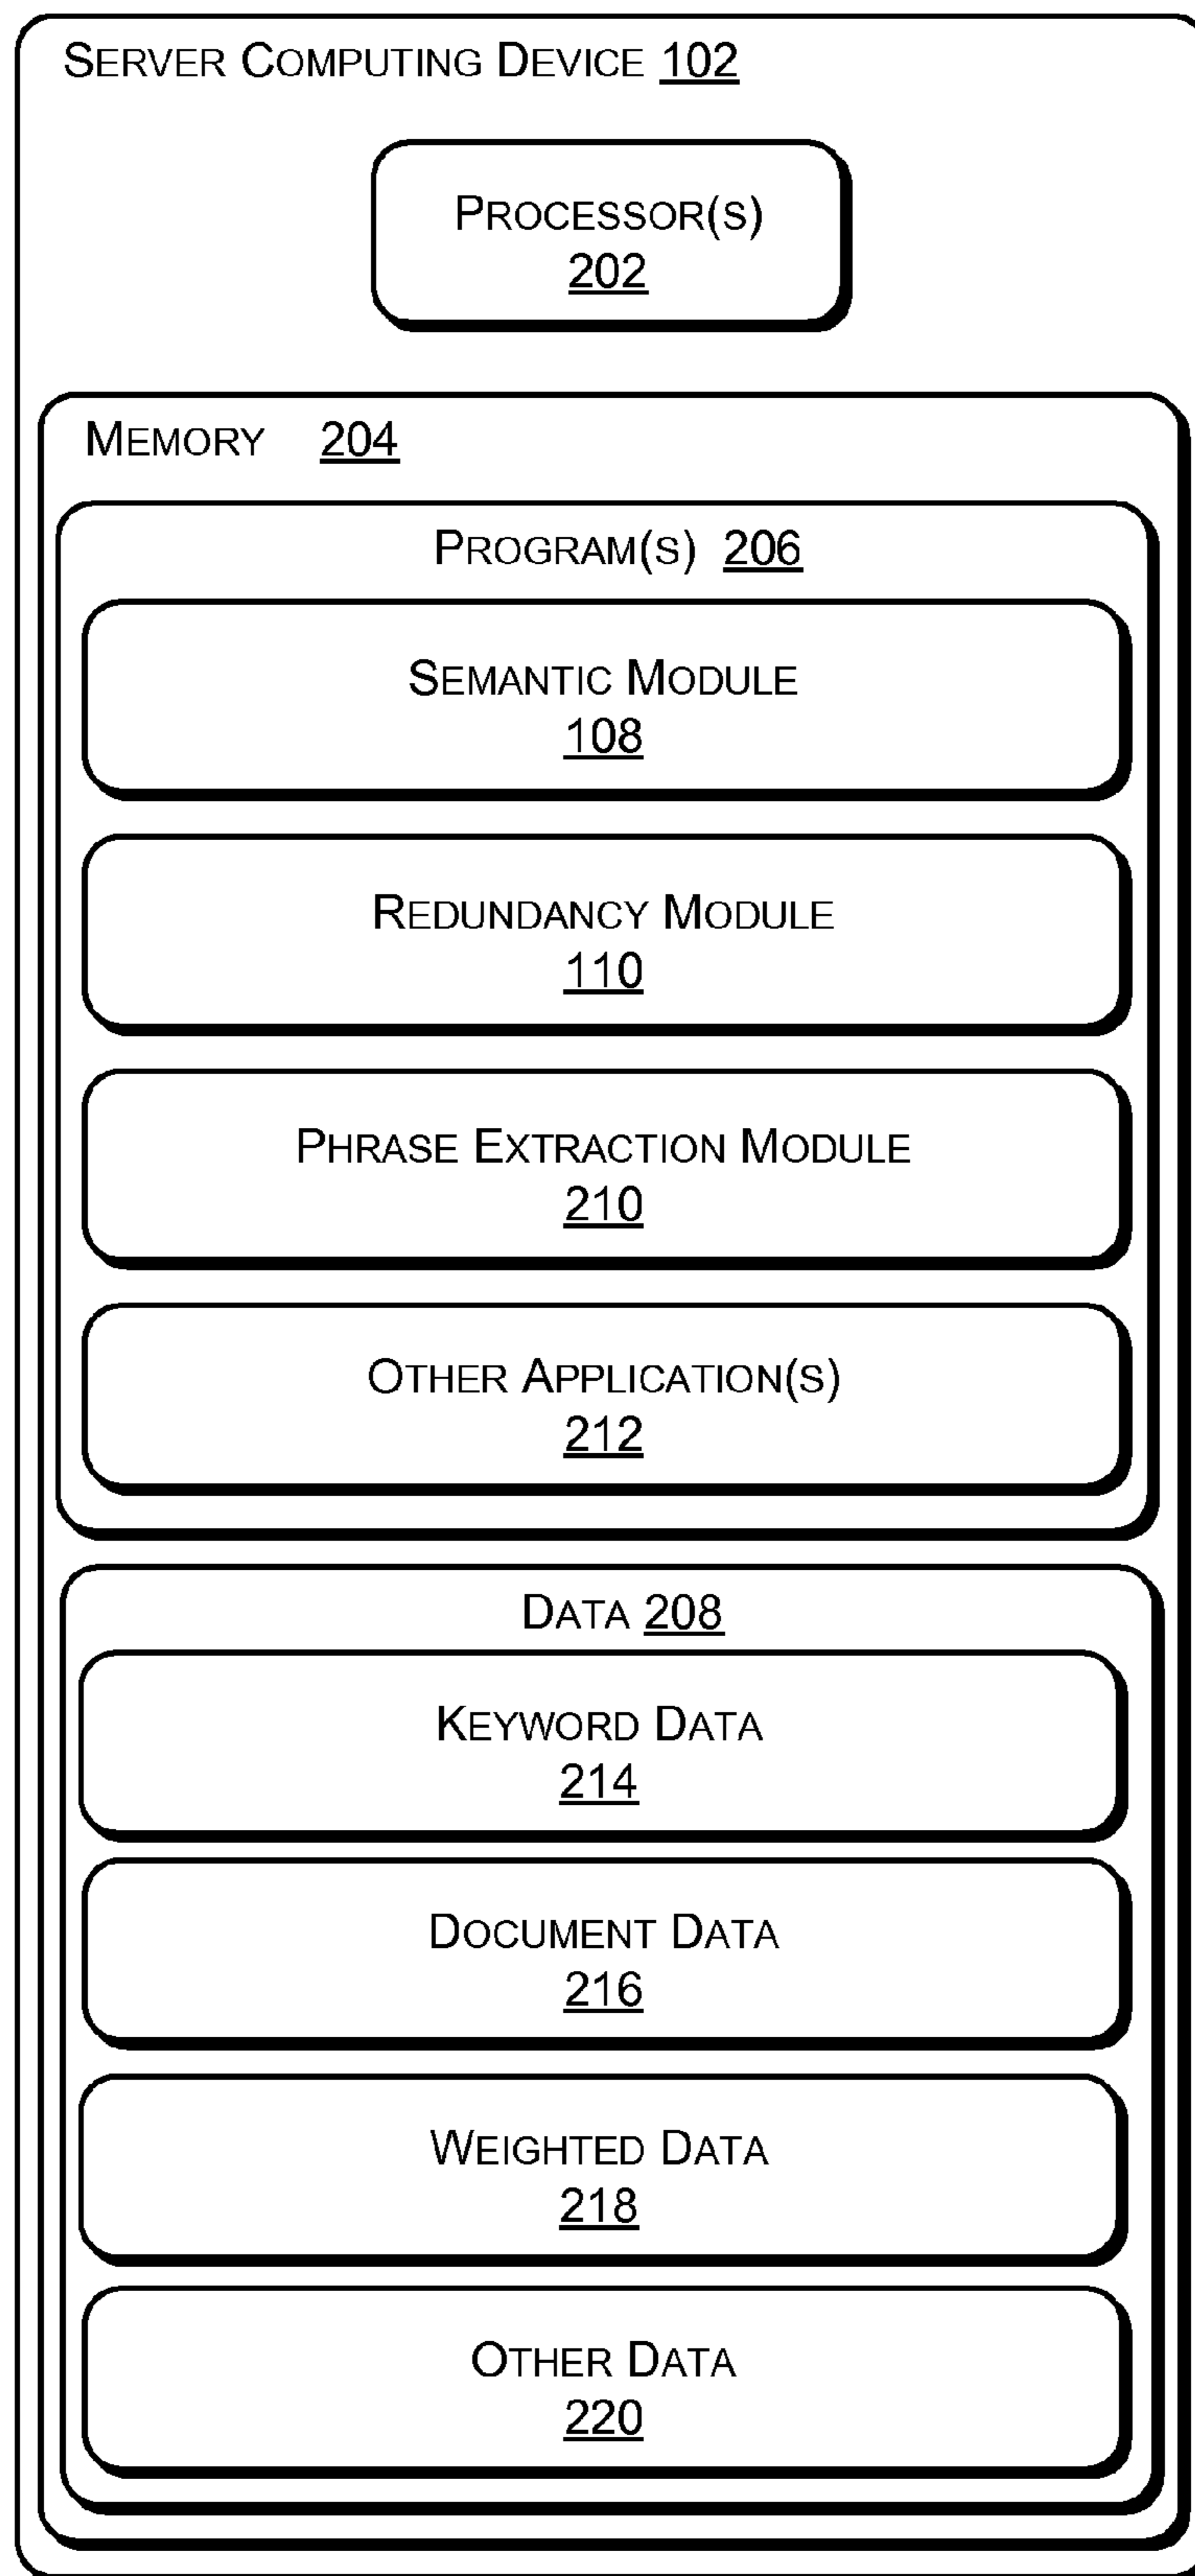 SERVER COMPUTING DEVICE 102
PROCESSOR(S)
202
MEMORY 204
PROGRAM(S) 206
SEMANTIC MODULE
108
REDUNDANCY MODULE
110
PHRASE EXTRACTION MODULE
210
OTHER APPLICATION(S)
212
DATA 208
KEYWORD DATA
214
DOCUMENT DATA
216
WEIGHTED DATA
218
OTHER DATA
220